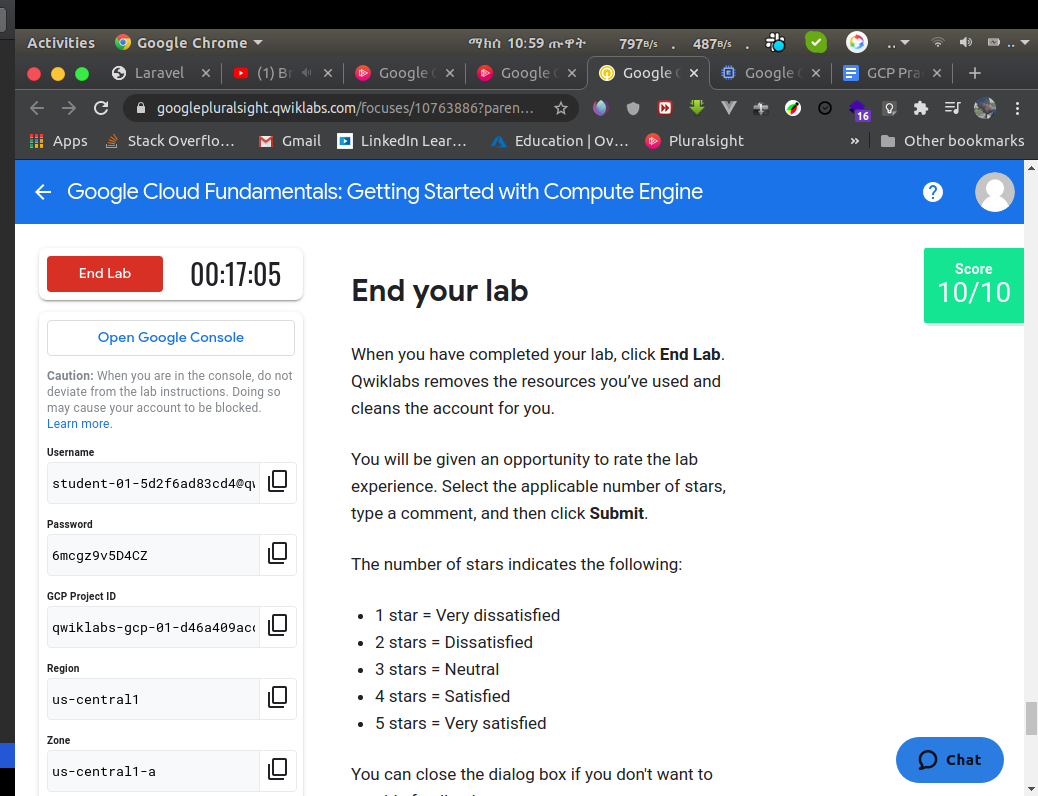 Activities Google Chrome ማክሰ 10:59 ጡዋት 797B/s . 487B/s . ..
Laravel (1) Br Google C Google C Google C Google C GCP Pra
googlepluralsight.qwiklabs.com/focuses/10763886?paren... 16
Apps Stack Overflo... Gmail LinkedIn Lear... Education | Ov... Pluralsight » Other bookmarks
Google Cloud Fundamentals: Getting Started with Compute Engine
End Lab 00:17:05
Open Google Console
Caution: When you are in the console, do not
deviate from the lab instructions. Doing so
may cause your account to be blocked.
Learn more.
Username
student-01-5d2f6ad83cd4@qw
Password
6mcgz9v5D4CZ
GCP Project ID
qwiklabs-gcp-01-d46a409acc
Region
us-central1
Zone
us-central1-a
End your lab
When you have completed your lab, click End Lab.
Qwiklabs removes the resources you’ve used and
cleans the account for you.
You will be given an opportunity to rate the lab
experience. Select the applicable number of stars,
type a comment, and then click Submit.
The number of stars indicates the following:
• 1 star = Very dissatisfied
• 2 stars = Dissatisfied
• 3 stars = Neutral
• 4 stars = Satisfied
• 5 stars = Very satisfied
You can close the dialog box if you don't want to
Score
10/10
Chat